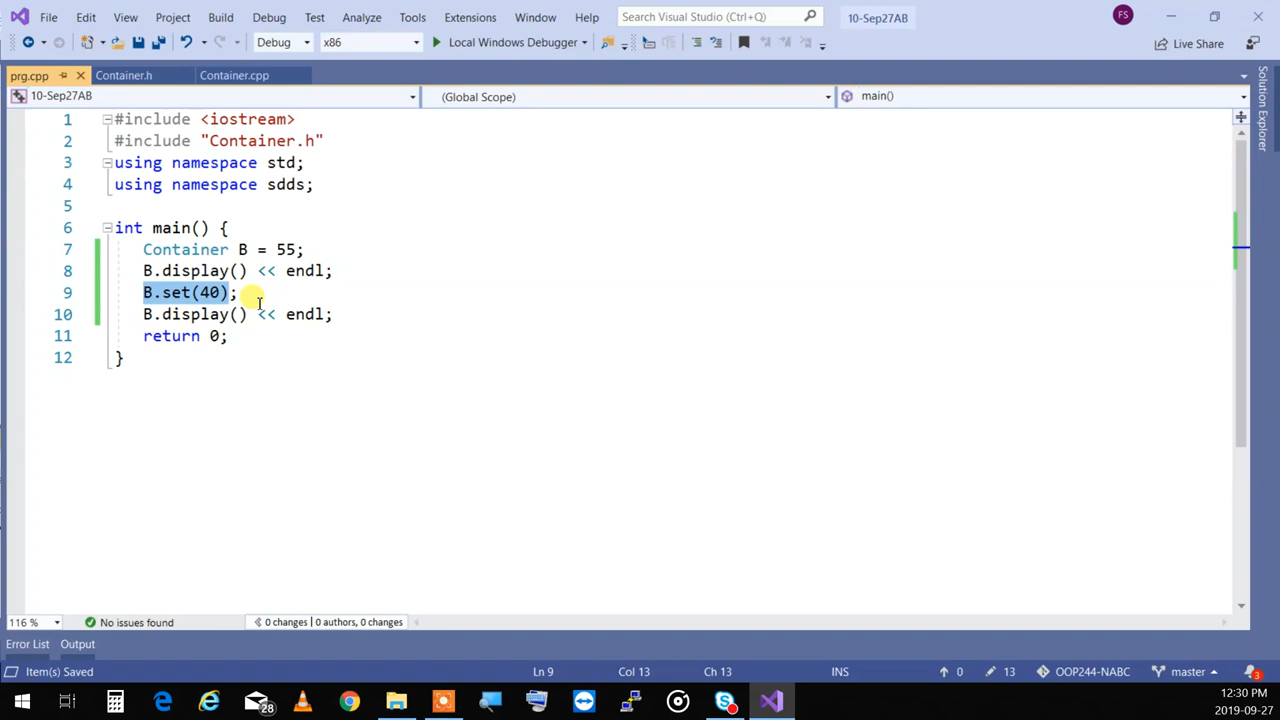 File Edit View Project Build Debug Test Analyze Tools Extensions Window Help Search Visual Studio (Ctrl+Q) 10-Sep27AB FS
Debug x86 Local Windows Debugger Live Share
prg.cpp Container.h Container.cpp
10-Sep27AB (Global Scope) main()
Solution Explorer
1 #include <iostream>
2 #include "Container.h"
3 using namespace std;
4 using namespace sdds;
5
6 int main() {
7 Container B = 55;
8 B.display() << endl;
9 B.set(40);
10 B.display() << endl;
11 return 0;
12 }
116 % No issues found 0 changes | 0 authors, 0 changes
Error List Output
Item(s) Saved Ln 9 Col 13 Ch 13 INS 0 13 OOP244-NABC master 3
28
12:30 PM
2019-09-27